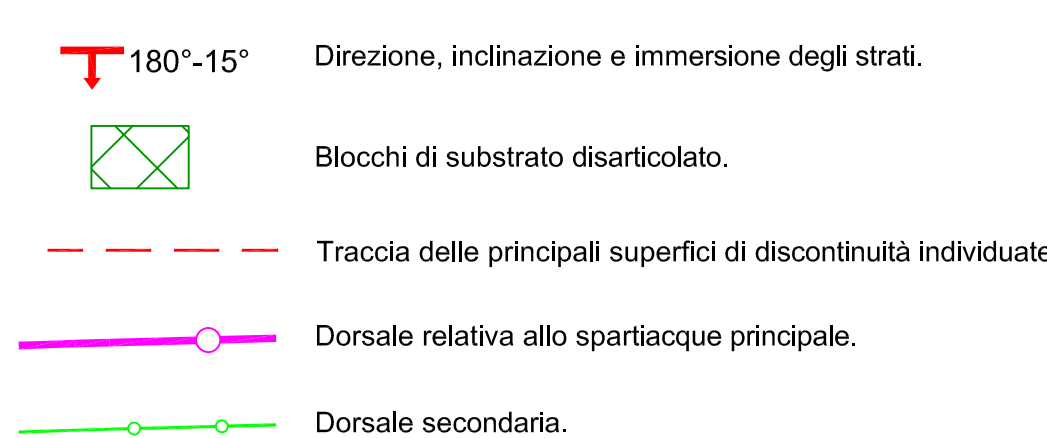 180°-15° Direzione, inclinazione e immersione degli strati.
Blocchi di substrato disarticolato.
Traccia delle principali superfici di discontinuità individuate
Dorsale relativa allo spartiacque principale.
Dorsale secondaria.